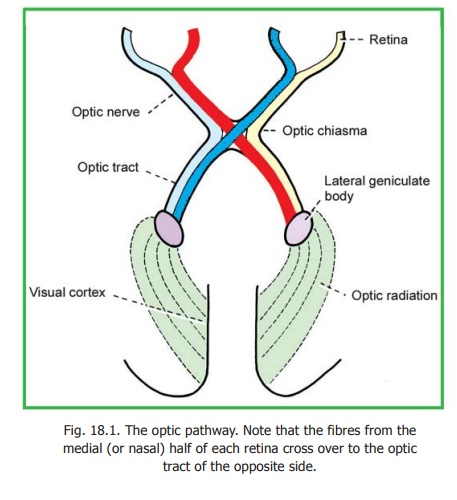 Retina
Optic nerve
Optic chiasma
Optic tract
Lateral geniculate
body
Visual cortex
Optic radiation
Fig. 18.1. The optic pathway. Note that the fibres from the
medial (or nasal) half of each retina cross over to the optic
tract of the opposite side.